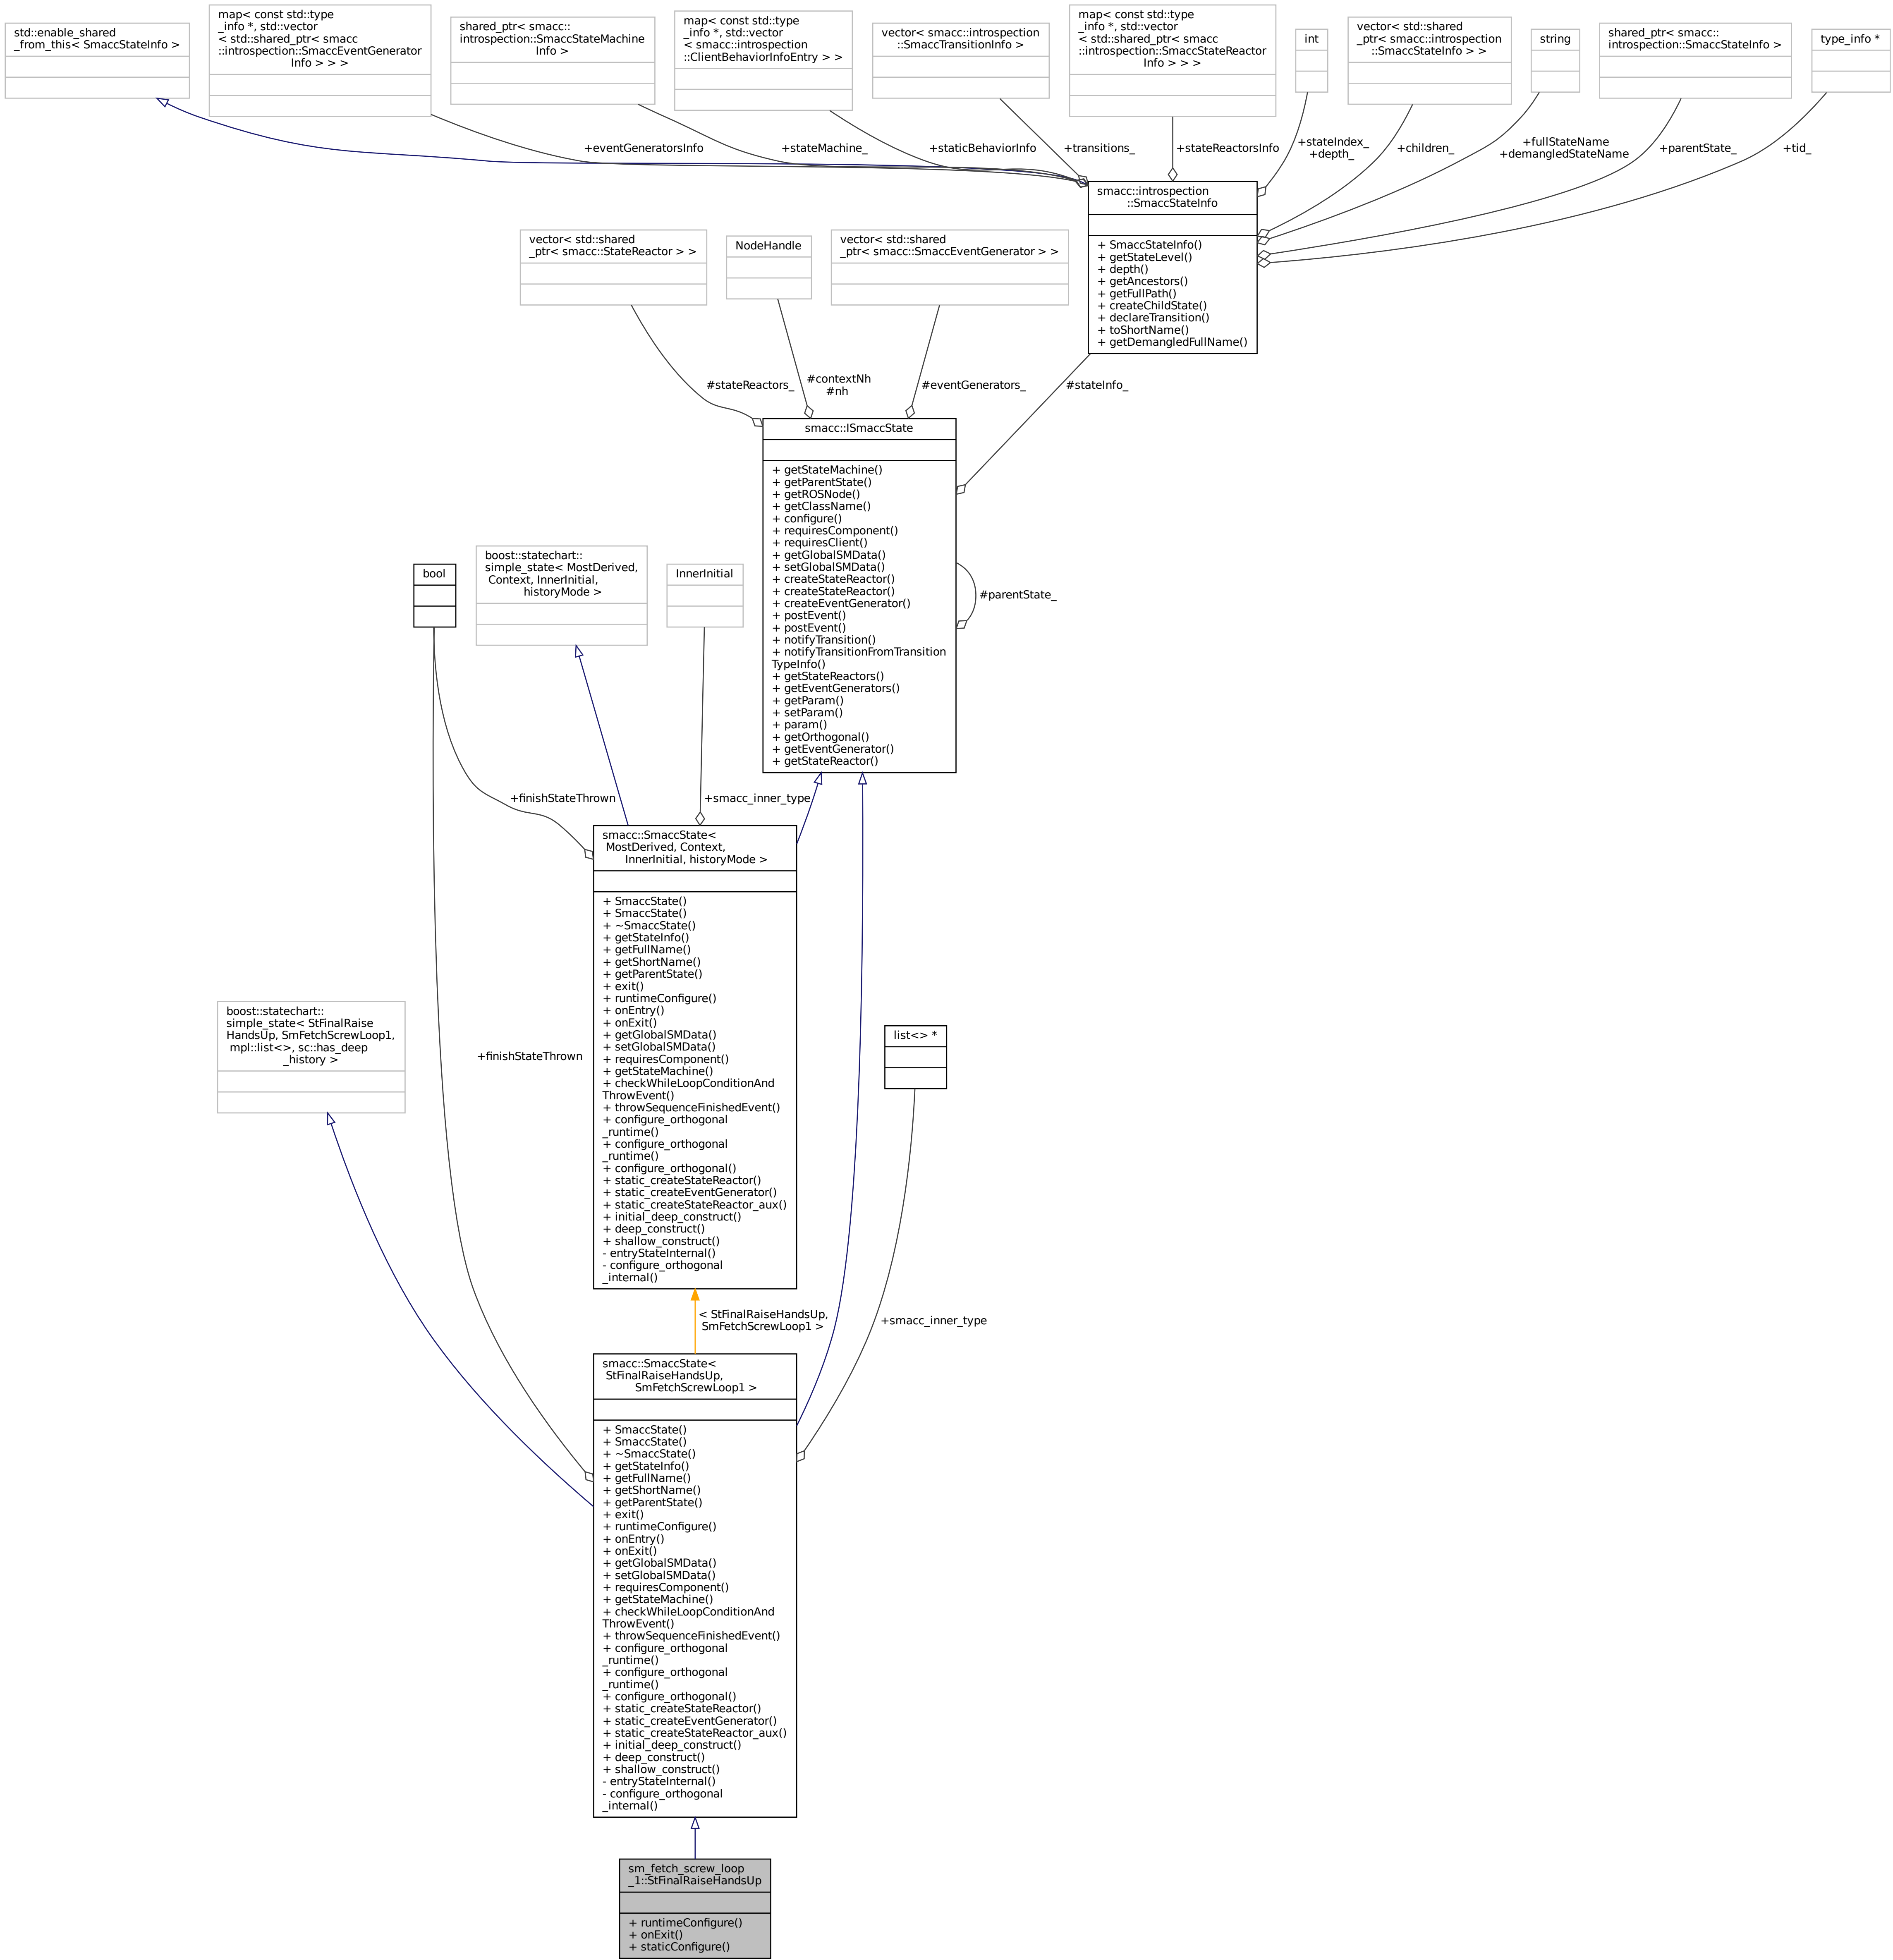 std::enable_shared
_from_this< SmaccStateInfo >
map< const std::type
_info *, std::vector
< std::shared_ptr< smacc
::introspection::SmaccEventGenerator
Info > > >
shared_ptr< smacc::
introspection::SmaccStateMachine
Info >
map< const std::type
_info *, std::vector
< smacc::introspection
::ClientBehaviorInfoEntry > >
vector< smacc::introspection
::SmaccTransitionInfo >
map< const std::type
_info *, std::vector
< std::shared_ptr< smacc
::introspection::SmaccStateReactor
Info > > >
int
vector< std::shared
_ptr< smacc::introspection
::SmaccStateInfo > >
string
shared_ptr< smacc::
introspection::SmaccStateInfo >
type_info *
+eventGeneratorsInfo
+stateMachine_
+staticBehaviorInfo
+transitions_
+stateReactorsInfo
+stateIndex_
+depth_
+children_
+fullStateName
+demangledStateName
+parentState_
+tid_
smacc::introspection
::SmaccStateInfo
+ SmaccStateInfo()
+ getStateLevel()
+ depth()
+ getAncestors()
+ getFullPath()
+ createChildState()
+ declareTransition()
+ toShortName()
+ getDemangledFullName()
vector< std::shared
_ptr< smacc::StateReactor > >
NodeHandle
vector< std::shared
_ptr< smacc::SmaccEventGenerator > >
#stateReactors_
#contextNh
#nh
#eventGenerators_
#stateInfo_
smacc::ISmaccState
+ getStateMachine()
+ getParentState()
+ getROSNode()
+ getClassName()
+ configure()
+ requiresComponent()
+ requiresClient()
+ getGlobalSMData()
+ setGlobalSMData()
+ createStateReactor()
+ createStateReactor()
+ createEventGenerator()
+ postEvent()
+ postEvent()
+ notifyTransition()
+ notifyTransitionFromTransition
TypeInfo()
+ getStateReactors()
+ getEventGenerators()
+ getParam()
+ setParam()
+ param()
+ getOrthogonal()
+ getEventGenerator()
+ getStateReactor()
#parentState_
bool
boost::statechart::
simple_state< MostDerived,
Context, InnerInitial,
historyMode >
InnerInitial
+finishStateThrown
+smacc_inner_type
smacc::SmaccState<
MostDerived, Context,
InnerInitial, historyMode >
+ SmaccState()
+ SmaccState()
+ ~SmaccState()
+ getStateInfo()
+ getFullName()
+ getShortName()
+ getParentState()
+ exit()
+ runtimeConfigure()
+ onEntry()
+ onExit()
+ getGlobalSMData()
+ setGlobalSMData()
+ requiresComponent()
+ getStateMachine()
+ checkWhileLoopConditionAnd
ThrowEvent()
+ throwSequenceFinishedEvent()
+ configure_orthogonal
_runtime()
+ configure_orthogonal
_runtime()
+ configure_orthogonal()
+ static_createStateReactor()
+ static_createEventGenerator()
+ static_createStateReactor_aux()
+ initial_deep_construct()
+ deep_construct()
+ shallow_construct()
- entryStateInternal()
- configure_orthogonal
_internal()
boost::statechart::
simple_state< StFinalRaise
HandsUp, SmFetchScrewLoop1,
mpl::list<>, sc::has_deep
_history >
+finishStateThrown
list<> *
< StFinalRaiseHandsUp,
SmFetchScrewLoop1 >
+smacc_inner_type
smacc::SmaccState<
StFinalRaiseHandsUp,
SmFetchScrewLoop1 >
+ SmaccState()
+ SmaccState()
+ ~SmaccState()
+ getStateInfo()
+ getFullName()
+ getShortName()
+ getParentState()
+ exit()
+ runtimeConfigure()
+ onEntry()
+ onExit()
+ getGlobalSMData()
+ setGlobalSMData()
+ requiresComponent()
+ getStateMachine()
+ checkWhileLoopConditionAnd
ThrowEvent()
+ throwSequenceFinishedEvent()
+ configure_orthogonal
_runtime()
+ configure_orthogonal
_runtime()
+ configure_orthogonal()
+ static_createStateReactor()
+ static_createEventGenerator()
+ static_createStateReactor_aux()
+ initial_deep_construct()
+ deep_construct()
+ shallow_construct()
- entryStateInternal()
- configure_orthogonal
_internal()
sm_fetch_screw_loop
_1::StFinalRaiseHandsUp
+ runtimeConfigure()
+ onExit()
+ staticConfigure()